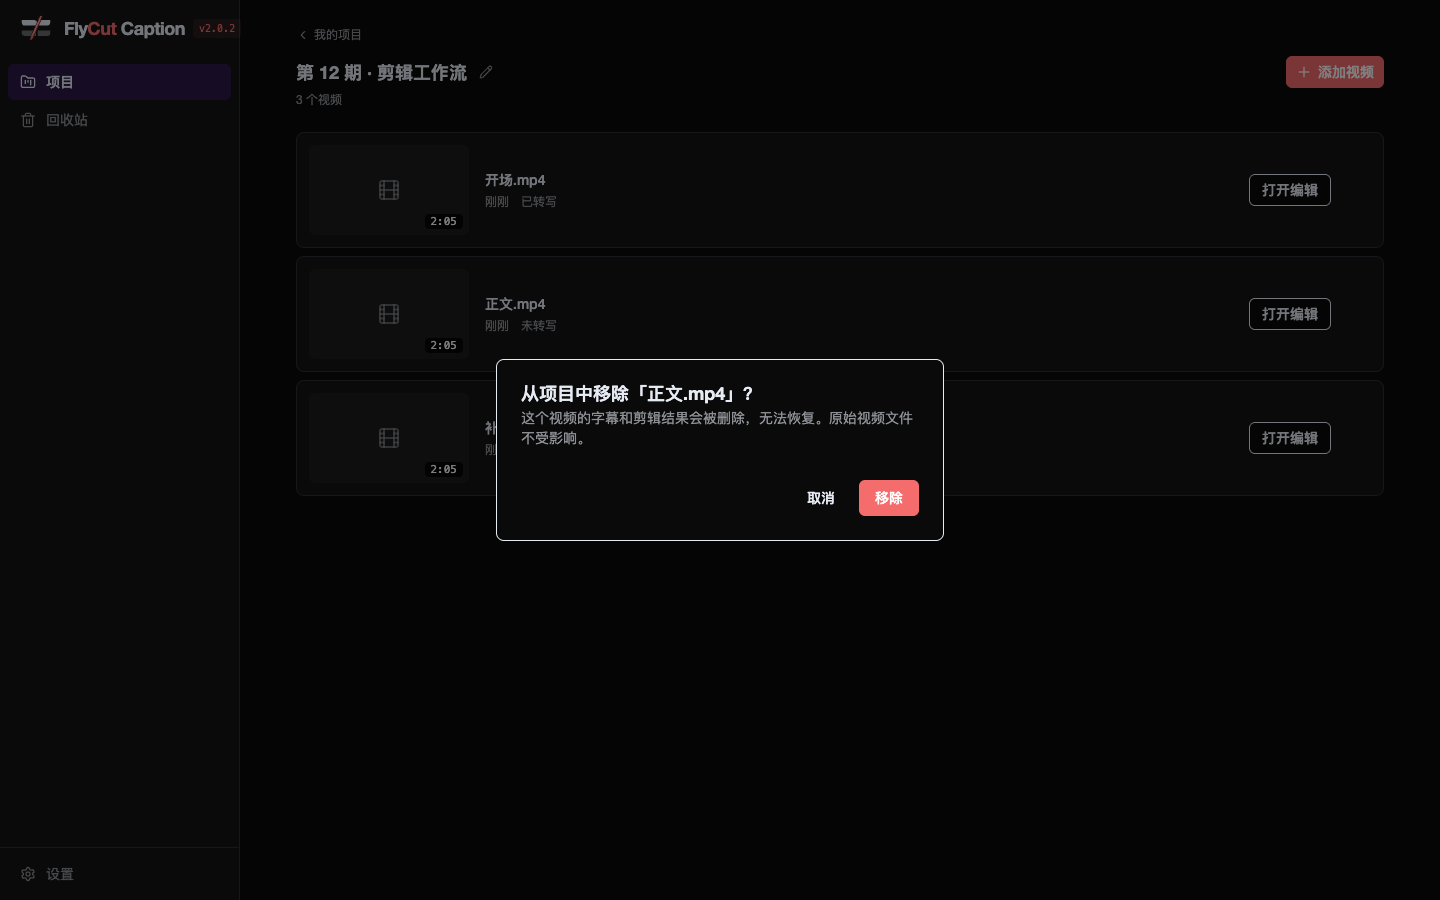 FlyCut Caption v2.0.2
项目
回收站
设置
我的项目
第 12 期 · 剪辑工作流
3 个视频
添加视频
2:05
开场.mp4
刚刚 已转写
打开编辑
2:05
正文.mp4
刚刚 未转写
打开编辑
2:05
打开编辑
从项目中移除「正文.mp4」?
这个视频的字幕和剪辑结果会被删除，无法恢复。原始视频文件
不受影响。
取消
移除